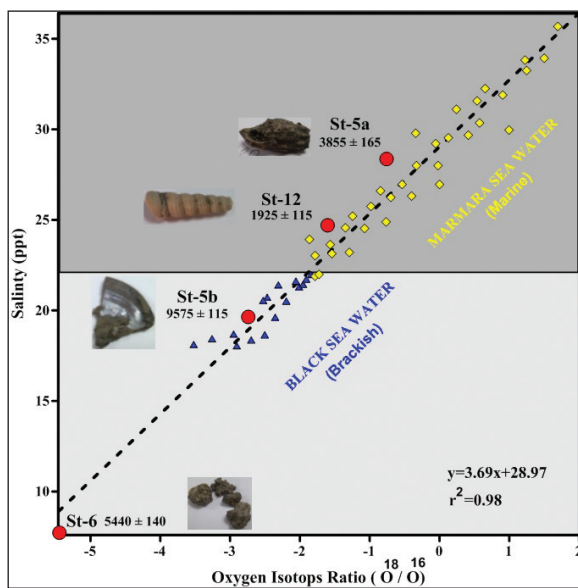 35
30
25
20
15
10
Salinity (ppt)
St-5a
3855 ± 165
St-12
1925 ± 115
St-5b
9575 ± 115
St-6 5440 ± 140
MARMARA SEA WATER
(Marine)
BLACK SEA WATER
(Brackish)
y=3.69x+28.97
r²=0.98
-5 -4 -3 -2 -1 0 1 2
Oxygen Isotops Ratio (O¹⁸/O¹⁶)